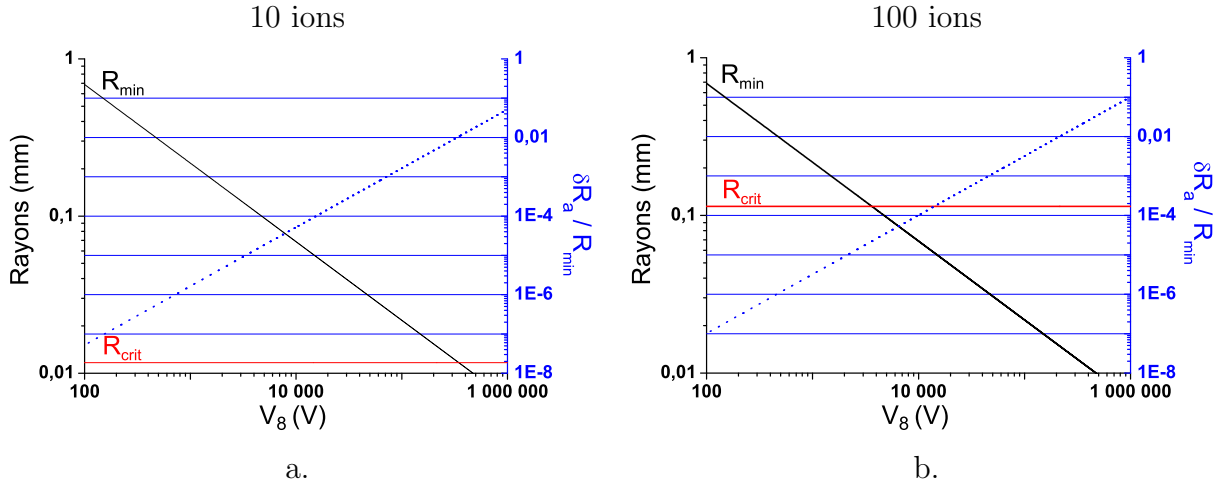 10 ions
1
0,1
0,01
Rayons (mm)
R_min
R_crit
1
0,01
1E-4
1E-6
1E-8
δR_a / R_min
100
10 000
1 000 000
V_8 (V)
a.
100 ions
1
0,1
0,01
Rayons (mm)
R_min
R_crit
1
0,01
1E-4
1E-6
1E-8
δR_a / R_min
100
10 000
1 000 000
V_8 (V)
b.